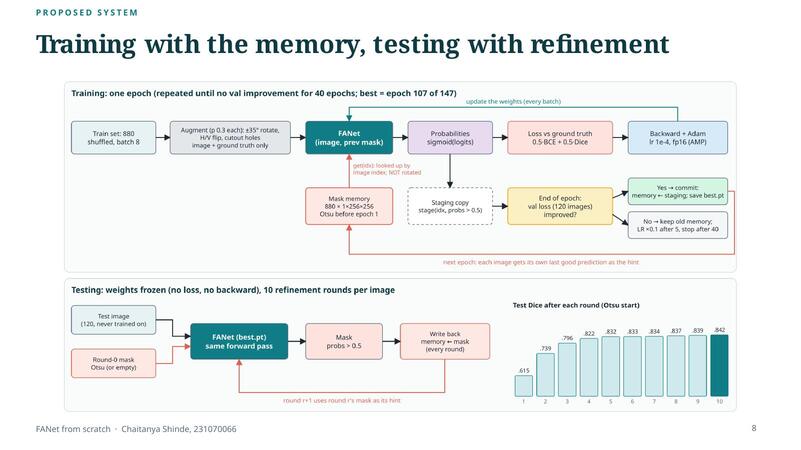 PROPOSED SYSTEM
Training with the memory, testing with refinement
Training: one epoch (repeated until no val improvement for 40 epochs; best = epoch 107 of 147)
update the weights (every batch)
Train set: 880
shuffled, batch 8
Augment (p 0.3 each): ±35° rotate,
H/V flip, cutout holes
image + ground truth only
FANet
(image, prev mask)
Probabilities
sigmoid(logits)
Loss vs ground truth
0.5·BCE + 0.5·Dice
Backward + Adam
lr 1e-4, fp16 (AMP)
get(idx): looked up by
image index; NOT rotated
Mask memory
880 × 1×256×256
Otsu before epoch 1
Staging copy
stage(idx, probs > 0.5)
End of epoch:
val loss (120 images)
improved?
Yes → commit:
memory ← staging; save best.pt
No → keep old memory;
LR ×0.1 after 5, stop after 40
next epoch: each image gets its own last good prediction as the hint
Testing: weights frozen (no loss, no backward), 10 refinement rounds per image
Test image
(120, never trained on)
Round-0 mask
Otsu (or empty)
FANet (best.pt)
same forward pass
Mask
probs > 0.5
Write back
memory ← mask
(every round)
round r+1 uses round r's mask as its hint
Test Dice after each round (Otsu start)
.615 .739 .796 .822 .832 .833 .834 .837 .839 .842
1 2 3 4 5 6 7 8 9 10
FANet from scratch · Chaitanya Shinde, 231070066
8